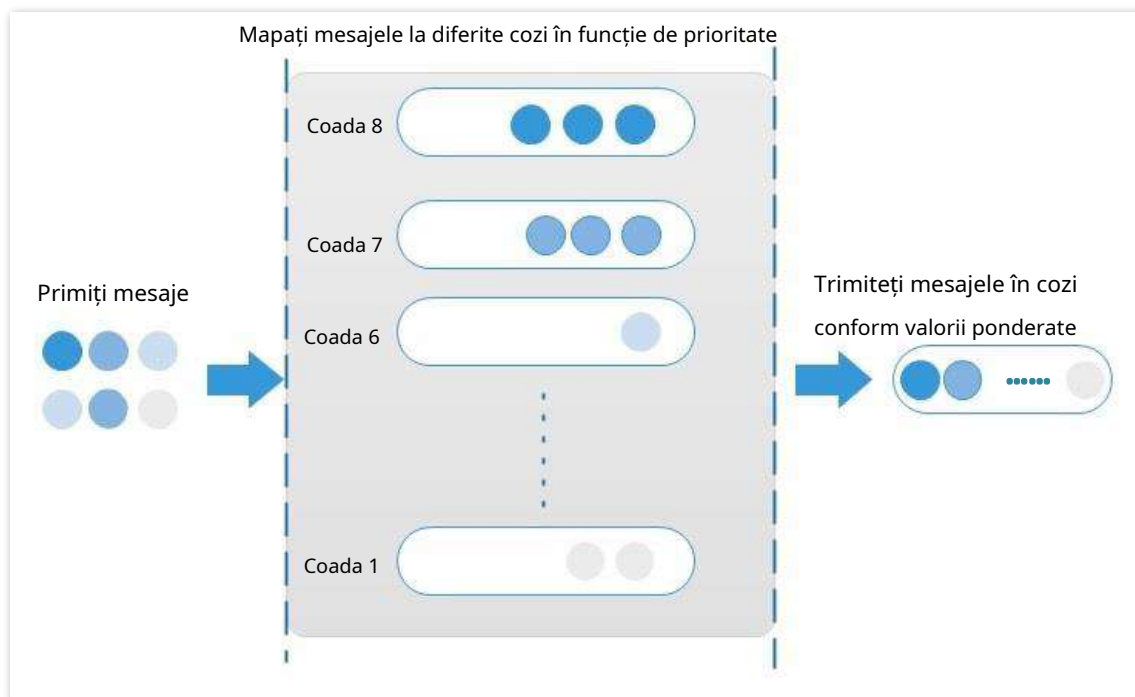 Mapați mesajele la diferite cozi în funcție de prioritate
Coada 8
Coada 7
Primiți mesaje
Coada 6
Trimiteți mesajele în cozi
conform valorii ponderate
Coada 1